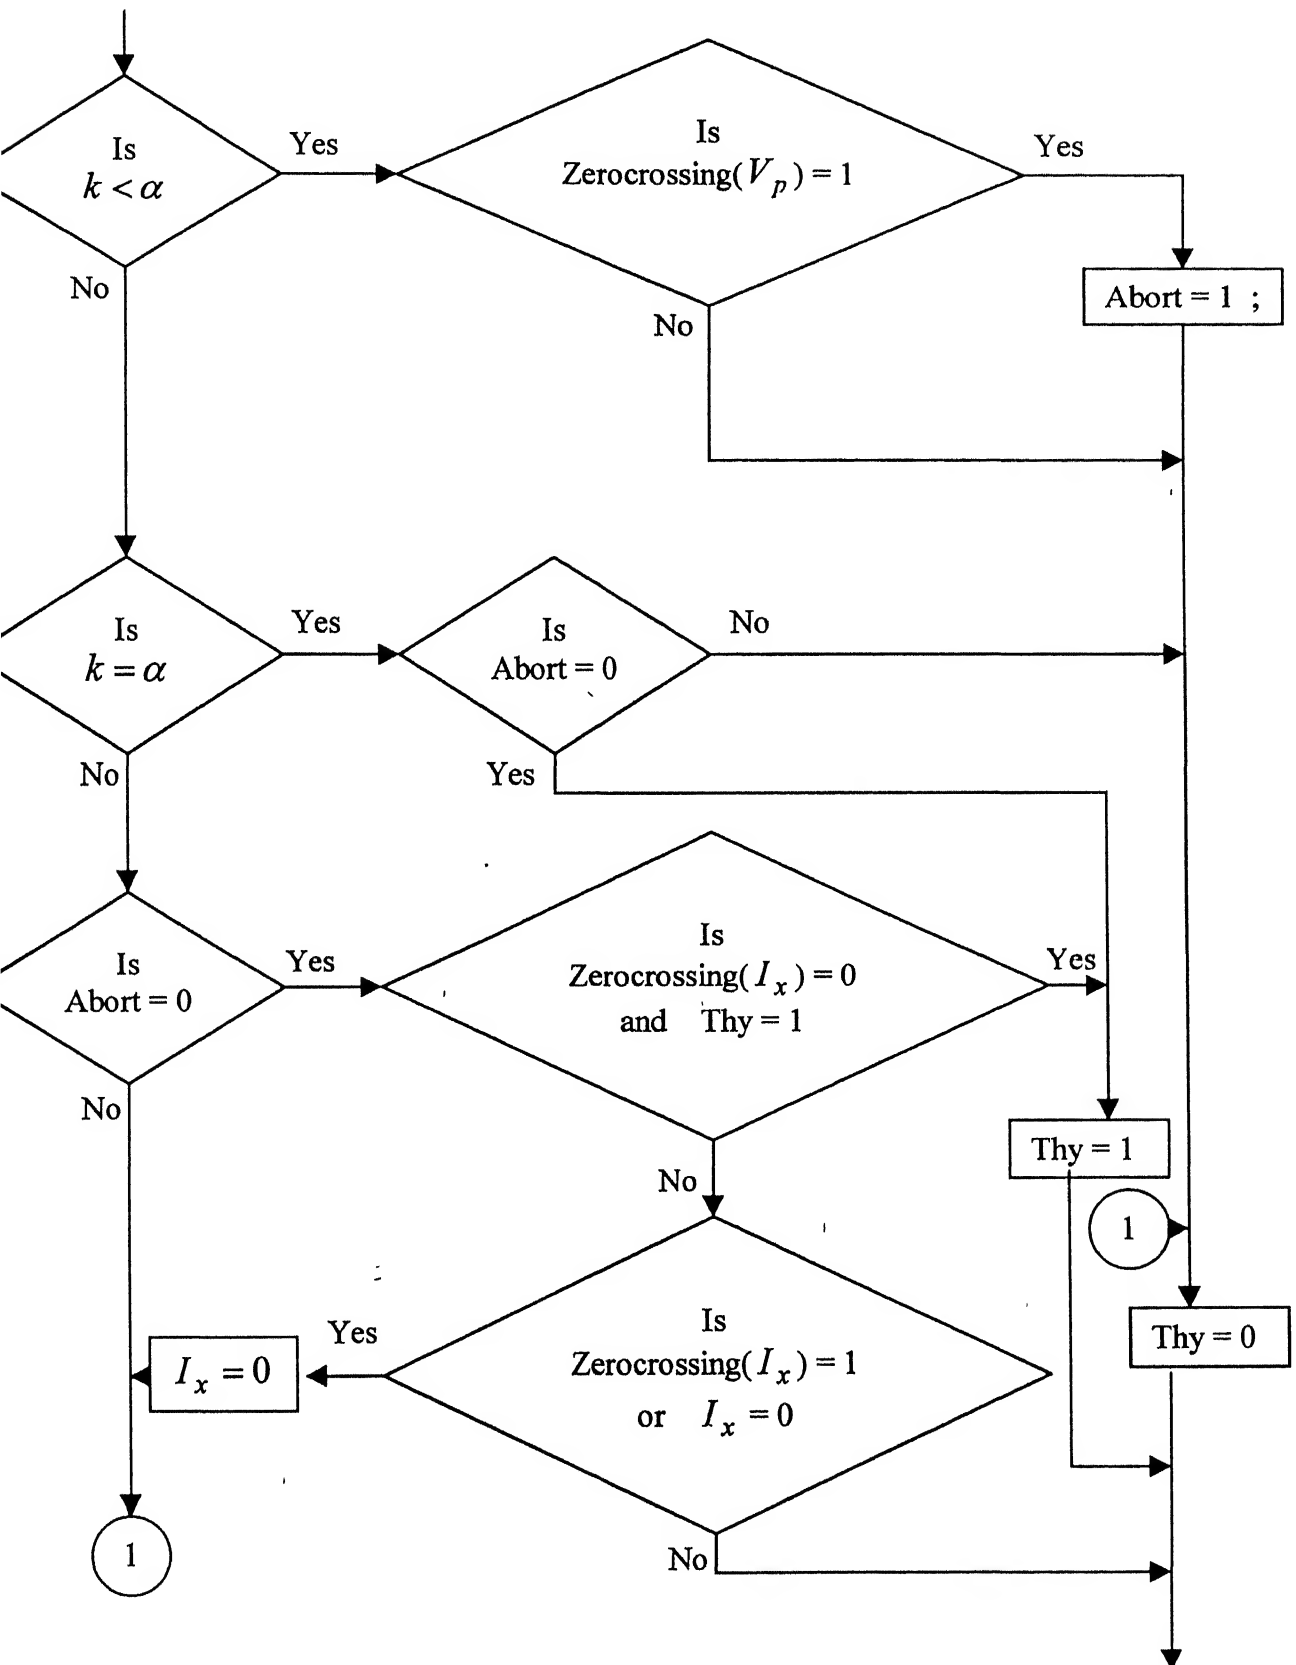 Is
k < α
Yes
No
Is
Zerocrossing(V_p) = 1
Yes
No
Abort = 1 ;
Is
k = α
Yes
No
Is
Abort = 0
No
Yes
Is
Abort = 0
Yes
No
Is
Zerocrossing(I_x) = 0
and Thy = 1
Yes
No
Thy = 1
1
Thy = 0
Is
Zerocrossing(I_x) = 1
or I_x = 0
Yes
No
I_x = 0
1